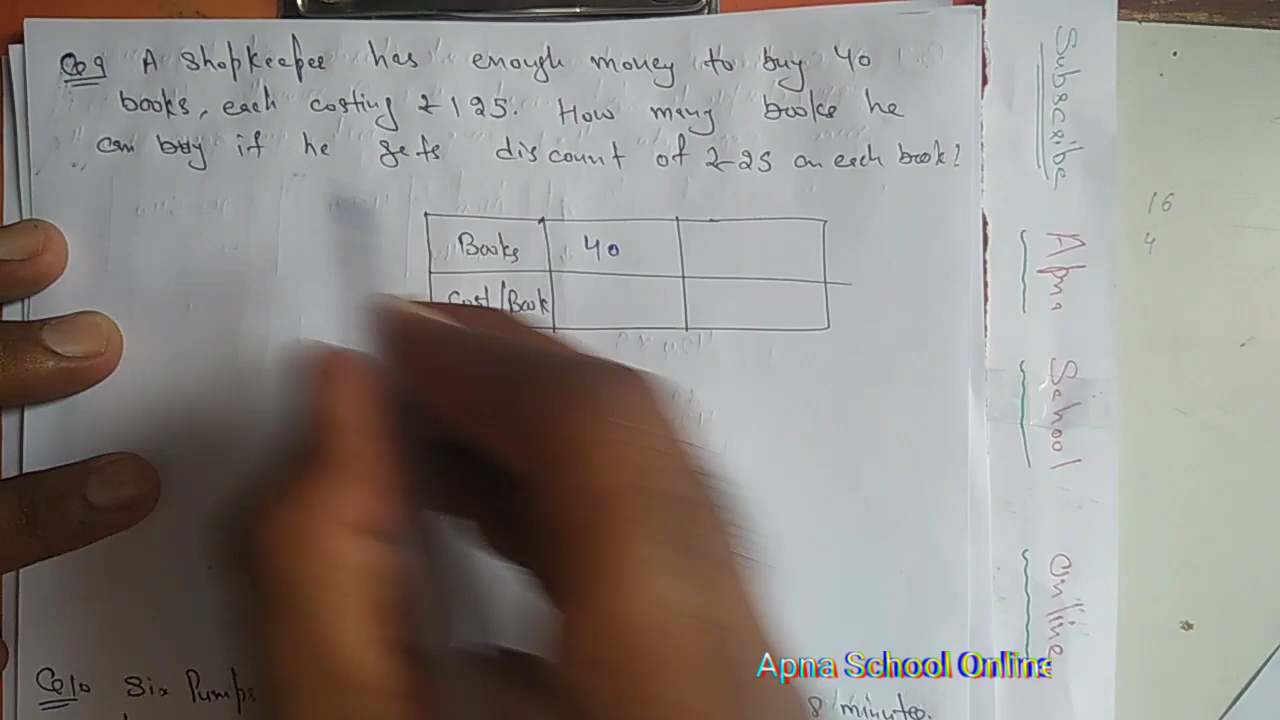 Q9 A Shopkeeper has enough money to buy 40
books, each costing ₹125. How many books he
can buy if he gets discount of ₹25 on each book?
Books 40
Cost/Book
Q10 Six Pumps
8 minutes.
Subscribe Apna School Online
16
4
Apna School Online